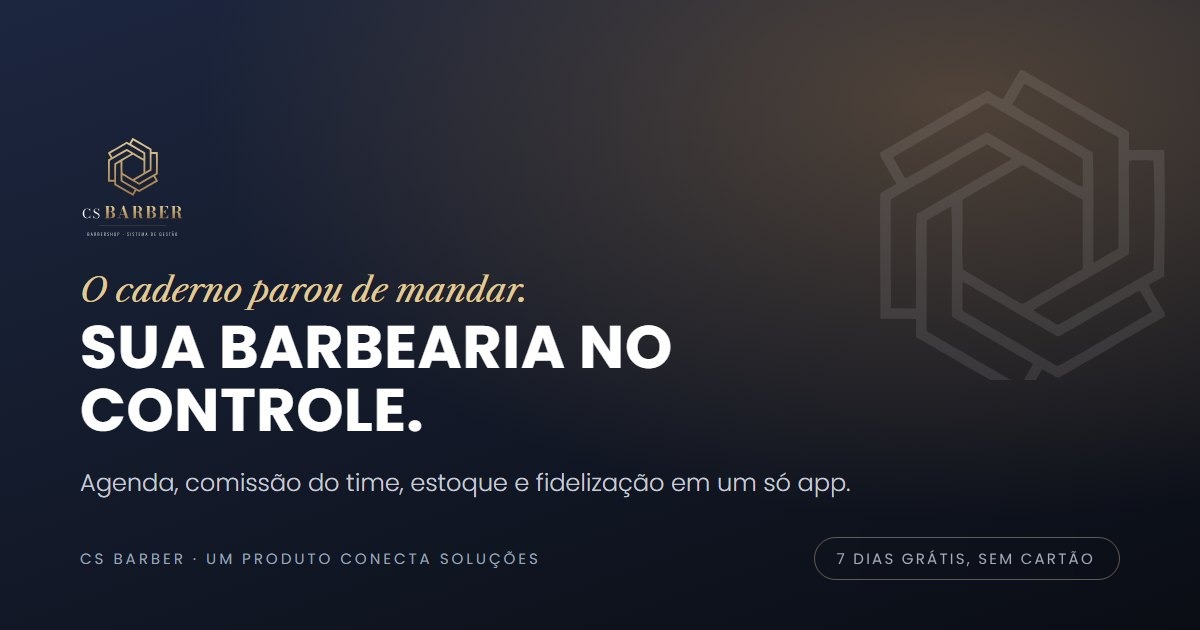 CS BARBER
BARBERSHOP · SISTEMA DE GESTÃO
O caderno parou de mandar.
SUA BARBEARIA NO
CONTROLE.
Agenda, comissão do time, estoque e fidelização em um só app.
CS BARBER · UM PRODUTO CONECTA SOLUÇÕES
7 DIAS GRÁTIS, SEM CARTÃO